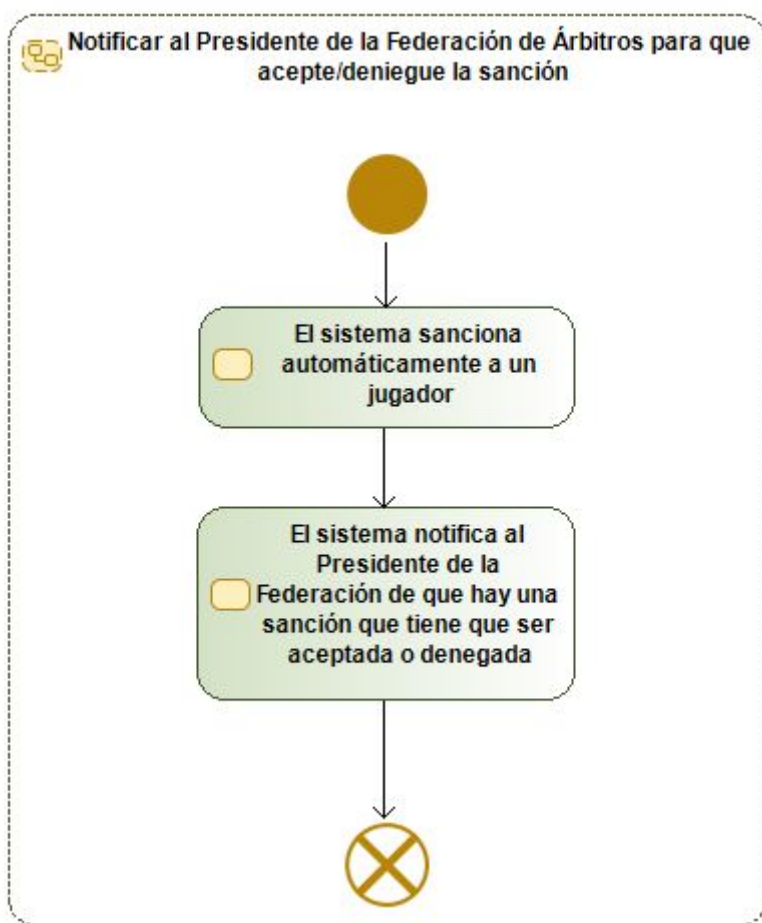 Notificar al Presidente de la Federación de Árbitros para que
acepte/deniegue la sanción
El sistema sanciona
automáticamente a un
jugador
El sistema notifica al
Presidente de la
Federación de que hay una
sanción que tiene que ser
aceptada o denegada